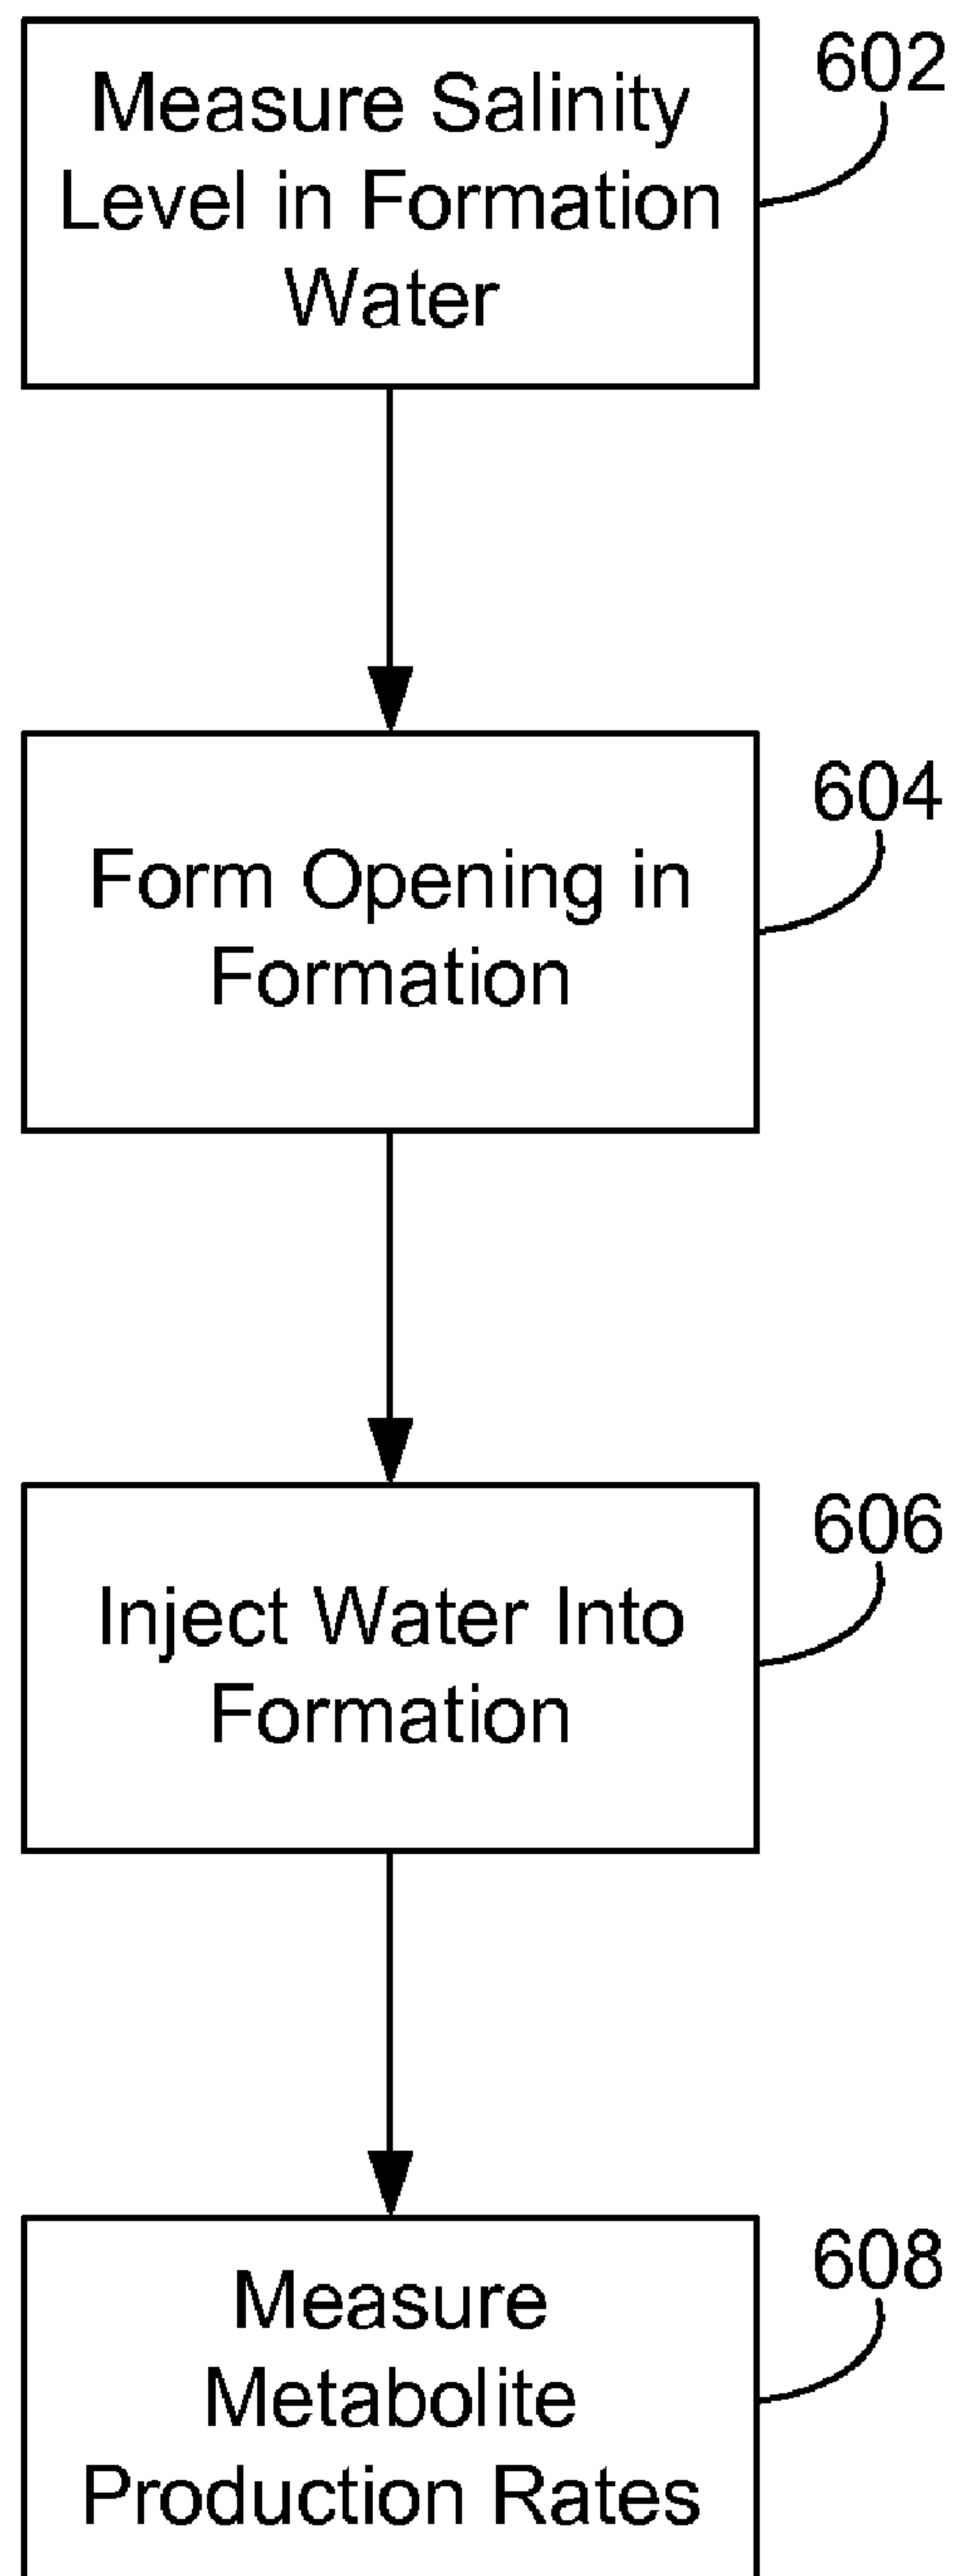 602
Measure Salinity
Level in Formation
Water
604
Form Opening in
Formation
606
Inject Water Into
Formation
608
Measure
Metabolite
Production Rates